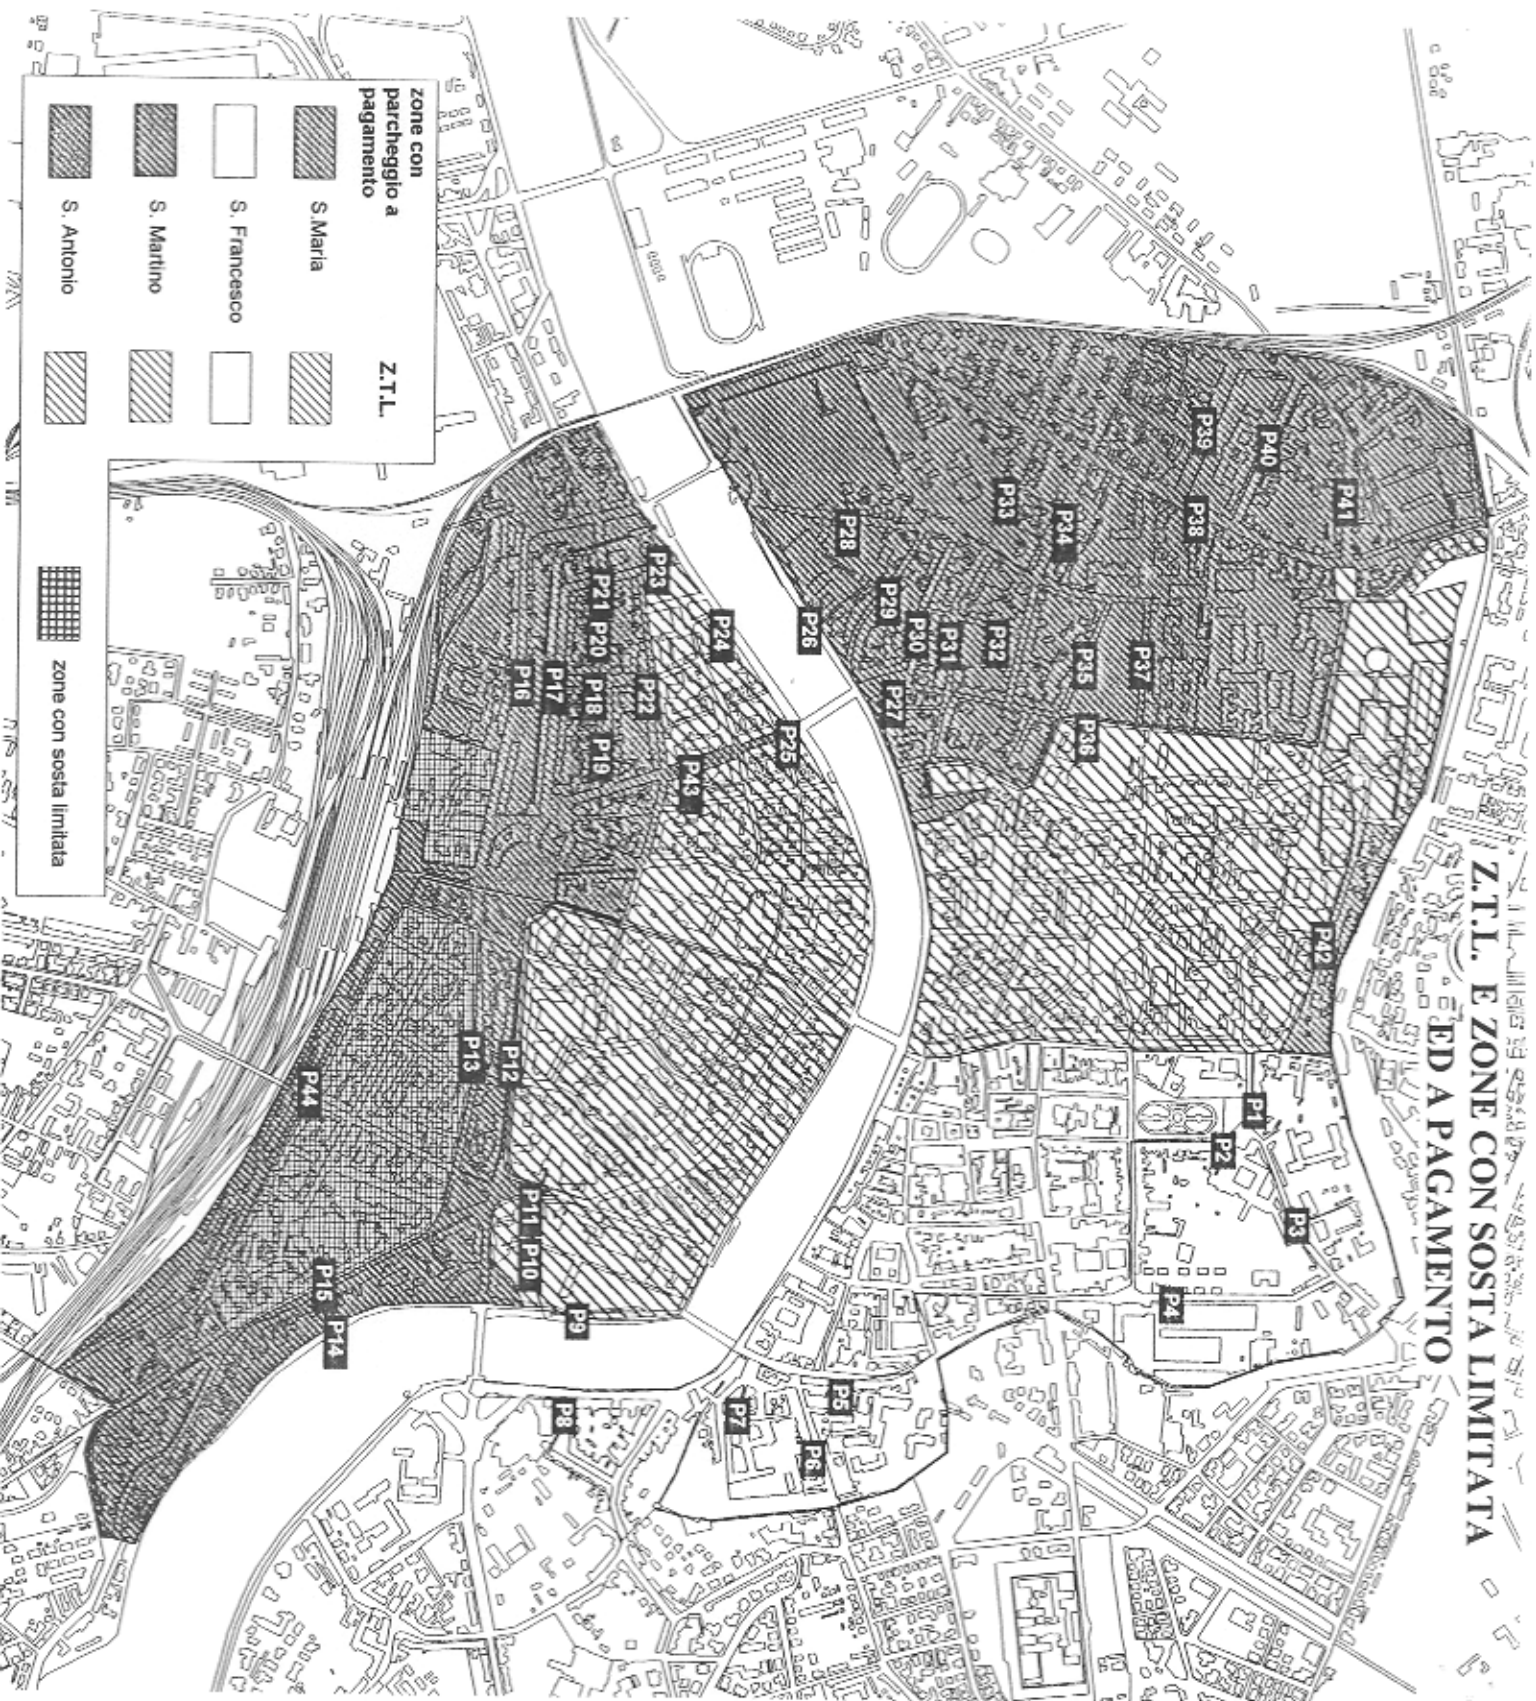 Z.T.L. E ZONE CON SOSTA LIMITATA
ED A PAGAMENTO
zone con
parcheggio a
pagamento
Z.T.L.
S.Maria
S. Francesco
S. Martino
S. Antonio
zone con sosta limitata
P1
P2
P3
P4
P5
P6
P7
P8
P9
P10
P11
P12
P13
P14
P15
P16
P17
P18
P19
P20
P21
P22
P23
P24
P25
P26
P27
P28
P29
P30
P31
P32
P33
P34
P35
P36
P37
P38
P39
P40
P41
P42
P43
P44